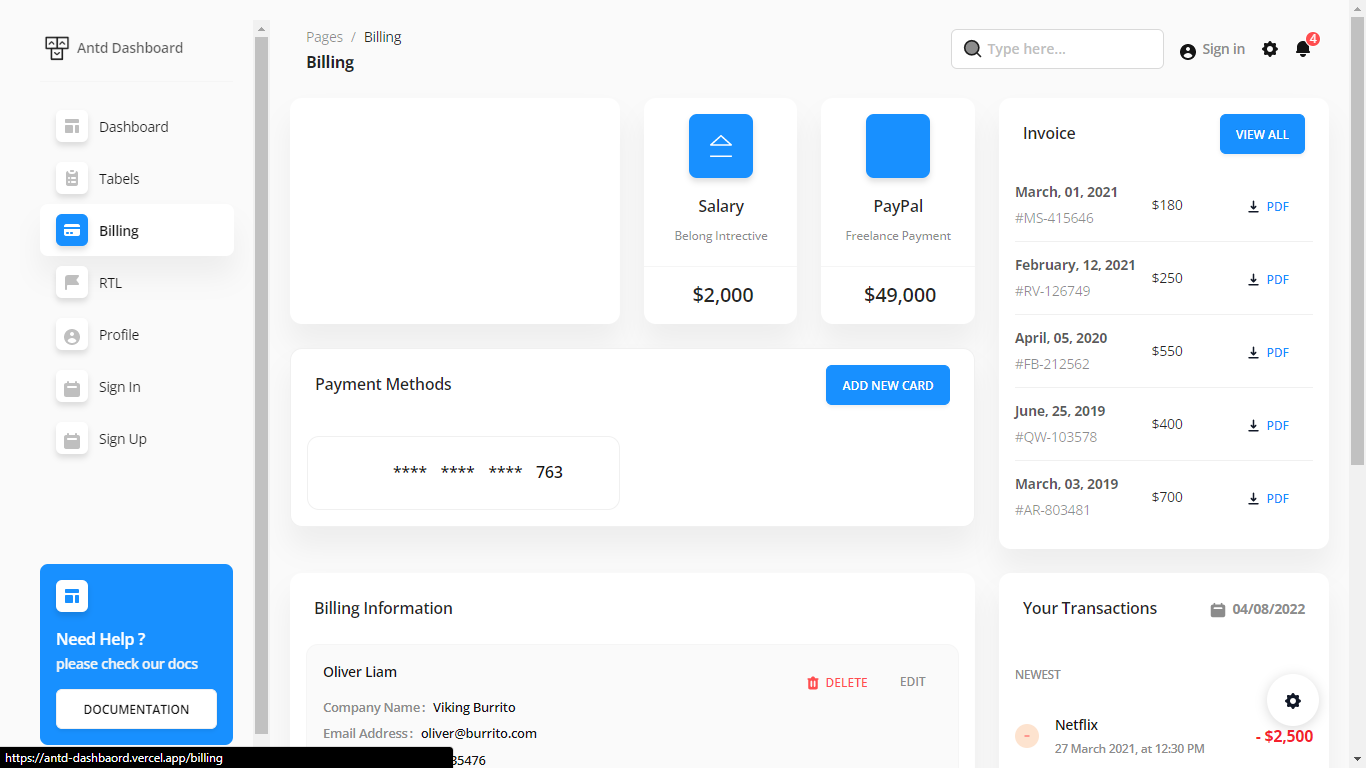 Antd Dashboard
Dashboard
Tabels
Billing
RTL
Profile
Sign In
Sign Up
Need Help ?
please check our docs
DOCUMENTATION
Pages / Billing
Billing
Type here...
Sign in
4
Salary
Belong Intrective
$2,000
PayPal
Freelance Payment
$49,000
Invoice
VIEW ALL
March, 01, 2021
#MS-415646
$180
PDF
February, 12, 2021
#RV-126749
$250
PDF
April, 05, 2020
#FB-212562
$550
PDF
June, 25, 2019
#QW-103578
$400
PDF
March, 03, 2019
#AR-803481
$700
PDF
Payment Methods
ADD NEW CARD
**** **** **** 763
Billing Information
Oliver Liam
DELETE
EDIT
Company Name: Viking Burrito
Email Address: oliver@burrito.com
35476
Your Transactions
04/08/2022
NEWEST
Netflix
27 March 2021, at 12:30 PM
- $2,500
https://antd-dashbaord.vercel.app/billing